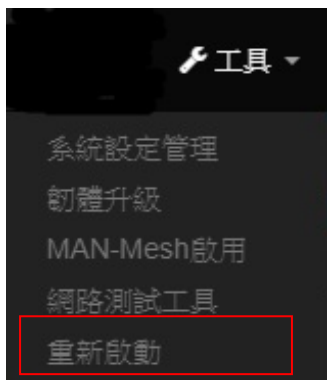 工具
系統設定管理
韌體升級
MAN-Mesh啟用
網路測試工具
重新啟動